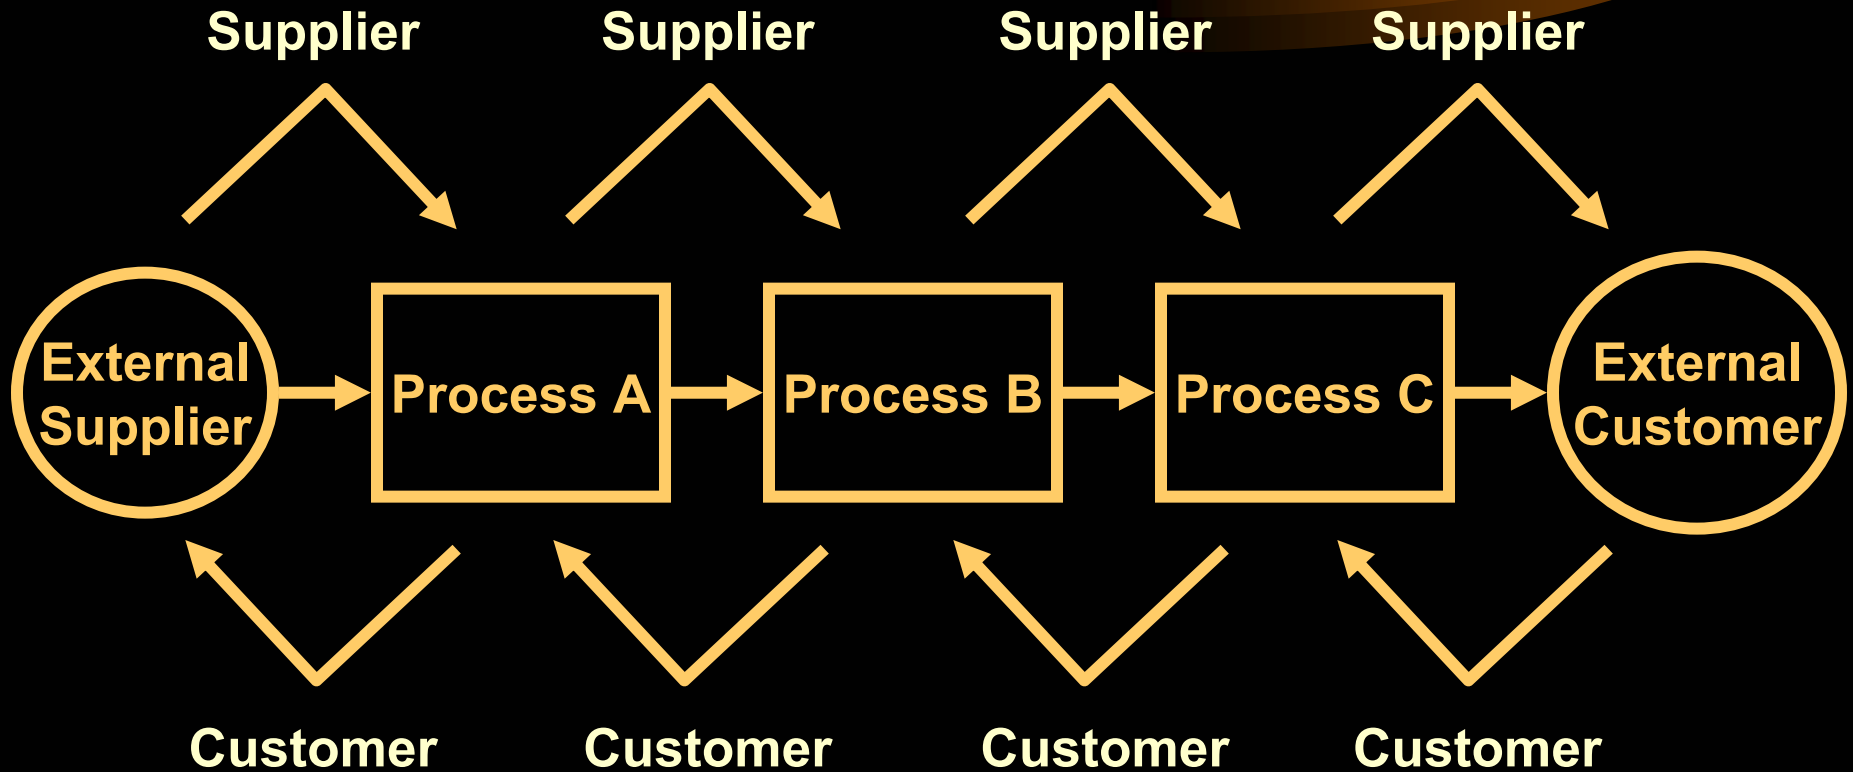 Supplier Supplier Supplier Supplier
External
Supplier
Process A
Process B
Process C
External
Customer
Customer Customer Customer Customer